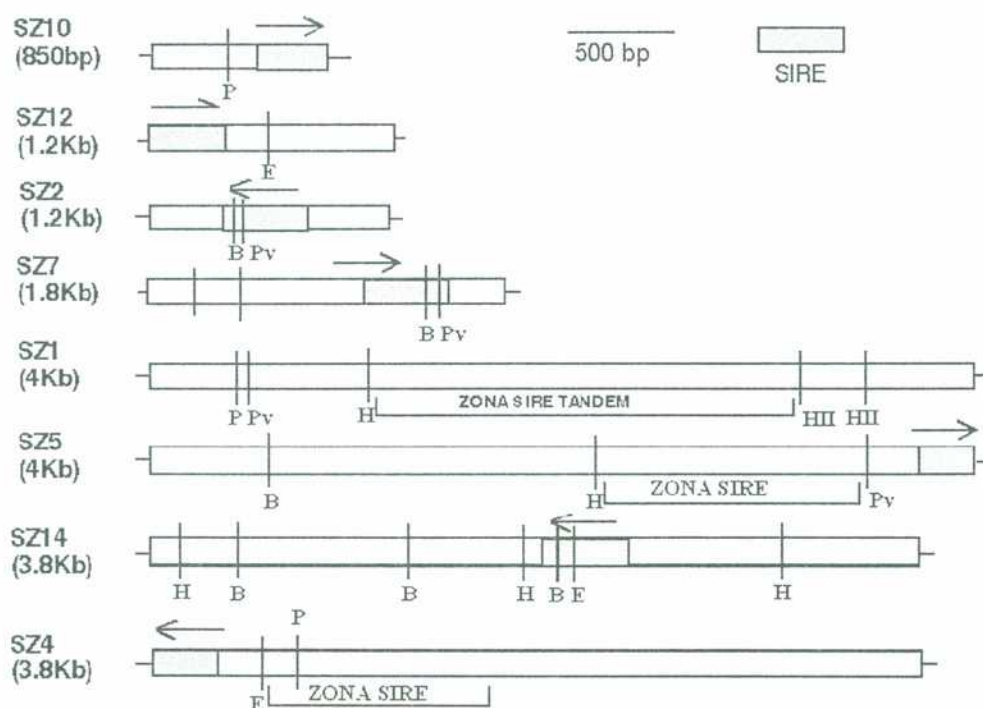 SZ10
(850bp)
P
500 bp
SIRE
SZ12
(1.2Kb)
E
SZ2
(1.2Kb)
B Pv
SZ7
(1.8Kb)
B Pv
SZ1
(4Kb)
P Pv H ZONA SIRE TANDEM HII HII
SZ5
(4Kb)
B H ZONA SIRE Pv
SZ14
(3.8Kb)
H B B H B E H
P
SZ4
(3.8Kb)
E ZONA SIRE